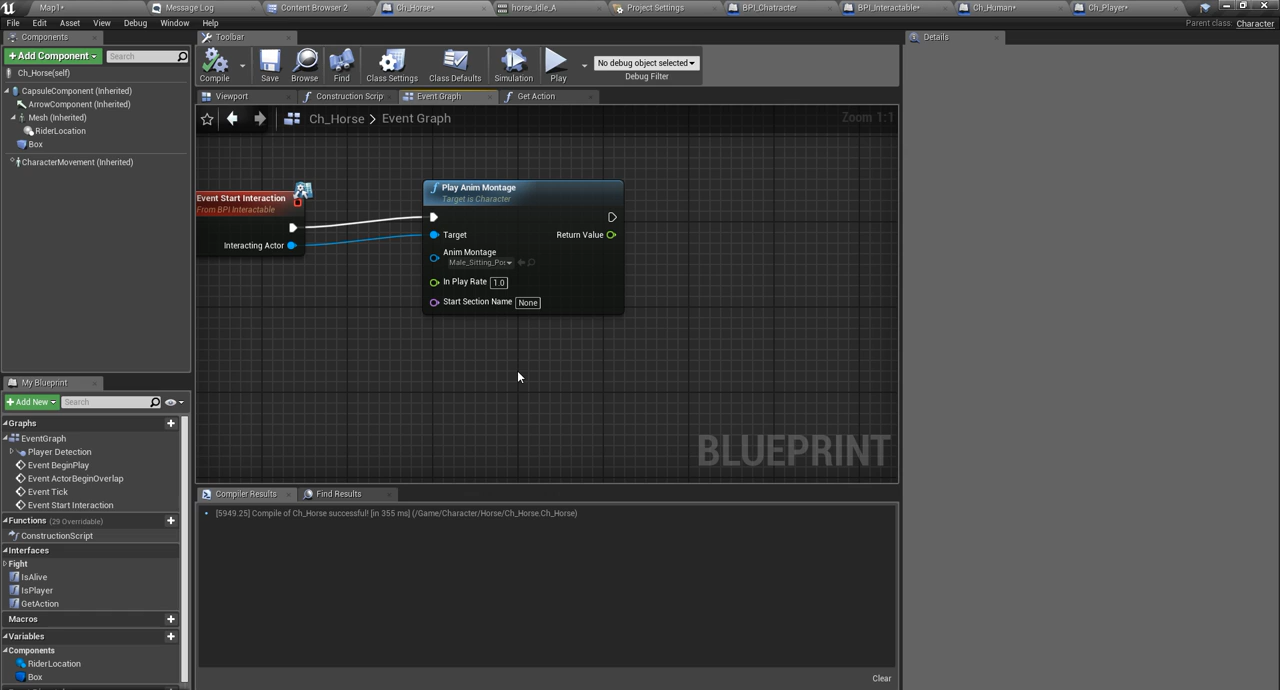 Map1*
Message Log
Content Browser 2
Ch_Horse*
horse_Idle_A
Project Settings
BPI_Chatracter
BPI_Interactable*
Ch_Human*
Ch_Player*
File Edit Asset View Debug Window Help
Parent class: Character
Components
Toolbar
Details
+Add Component
Search
Ch_Horse(self)
CapsuleComponent (Inherited)
ArrowComponent (Inherited)
Mesh (Inherited)
RiderLocation
Box
CharacterMovement (Inherited)
Compile
Save
Browse
Find
Class Settings
Class Defaults
Simulation
Play
No debug object selected
Debug Filter
Viewport
Construction Scrip
Event Graph
Get Action
Ch_Horse > Event Graph
Zoom 1:1
Event Start Interaction
From BPI Interactable
Interacting Actor
Play Anim Montage
Target is Character
Target
Return Value
Anim Montage
Male_Sitting_Po
In Play Rate 1.0
Start Section Name None
BLUEPRINT
My Blueprint
+Add New
Search
Graphs
EventGraph
Player Detection
Event BeginPlay
Event ActorBeginOverlap
Event Tick
Event Start Interaction
Functions (29 Overridable)
ConstructionScript
Interfaces
Fight
IsAlive
IsPlayer
GetAction
Macros
Variables
Components
RiderLocation
Box
Compiler Results
Find Results
[5949.25] Compile of Ch_Horse successful! [in 355 ms] (/Game/Character/Horse/Ch_Horse.Ch_Horse)
Clear